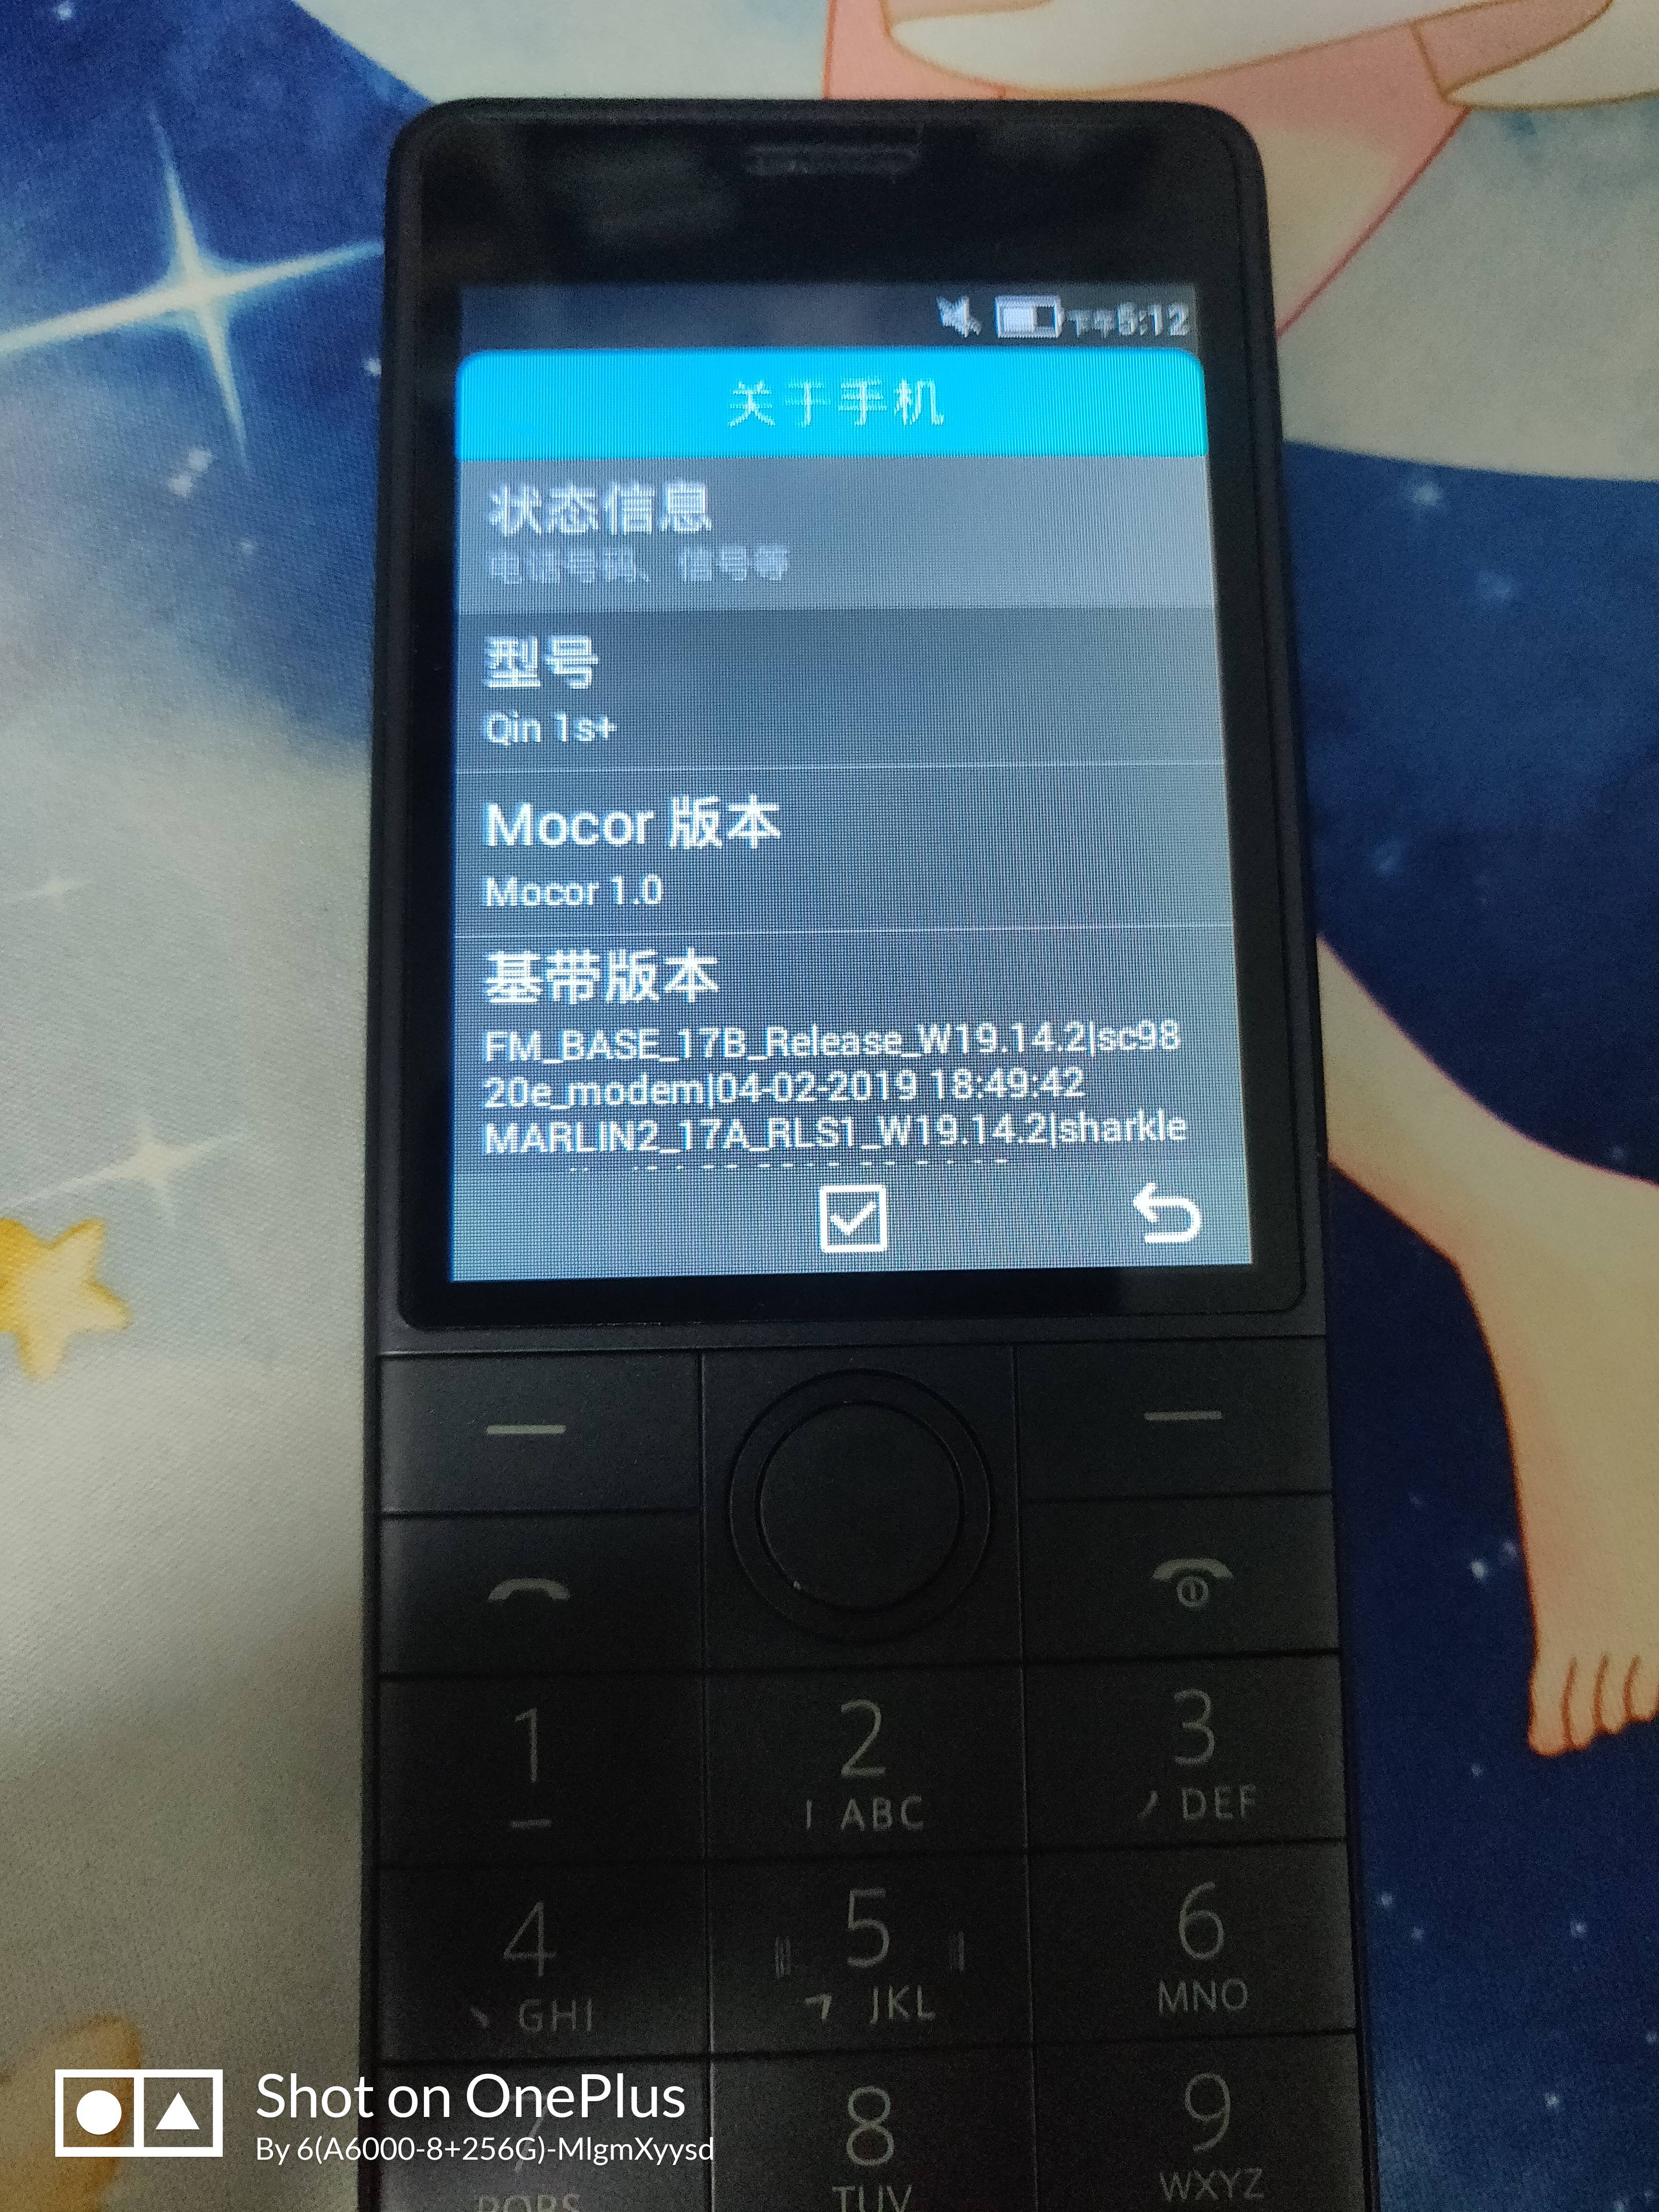 下午5:12
关于手机
状态信息
电话号码、信号等
型号
Qin 1s+
Mocor 版本
Mocor 1.0
基带版本
FM_BASE_17B_Release_W19.14.2|sc98
20e_modem|04-02-2019 18:49:42
MARLIN2_17A_RLS1_W19.14.2|sharkle
1
2
3
ㅣ ABC
DEF
4
5
6
GHI
ㄱ JKL
MNO
7
8
9
PQRS
TUV
WXYZ
Shot on OnePlus
By 6(A6000-8+256G)-MlgmXyysd